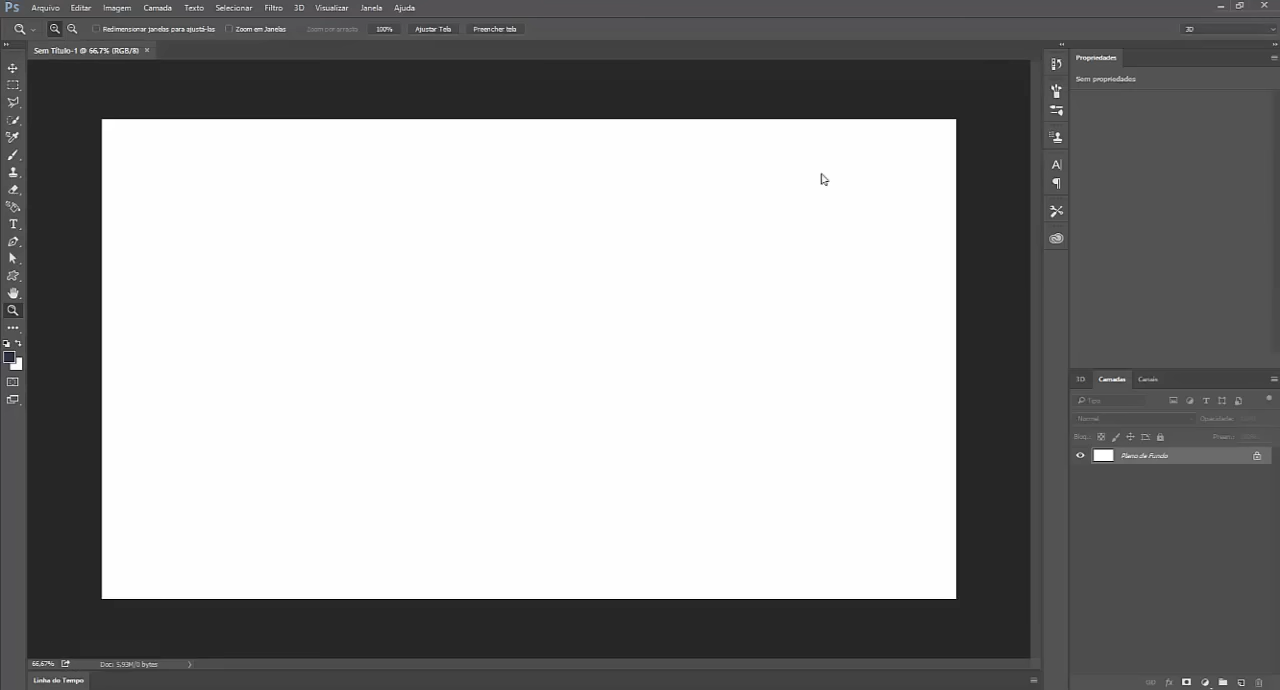 Ps Arquivo Editar Imagem Camada Texto Selecionar Filtro 3D Visualizar Janela Ajuda
Redimensionar janelas para ajustá-las Zoom em Janelas Zoom por arraste 100% Ajustar Tela Preencher tela 3D
Sem Título-1 @ 66,7% (RGB/8) ×
Propriedades
Sem propriedades
3D Camadas Canais
Tipo
Normal Opacidade:
Bloq.:
Plano de Fundo
66,67% Doc: 5,93M/0 bytes
Linha do Tempo